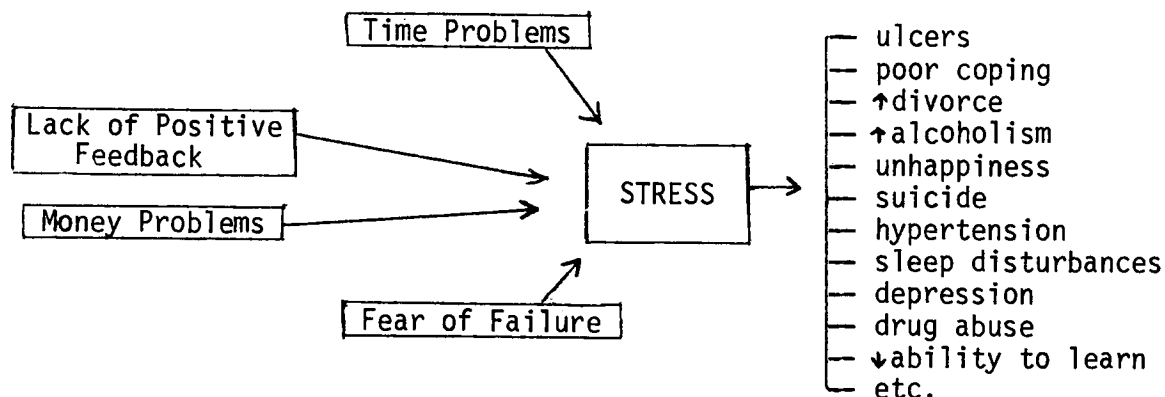 Time Problems
Lack of Positive
Feedback
Money Problems
Fear of Failure
STRESS
ulcers
poor coping
↑divorce
↑alcoholism
unhappiness
suicide
hypertension
sleep disturbances
depression
drug abuse
↓ability to learn
etc.